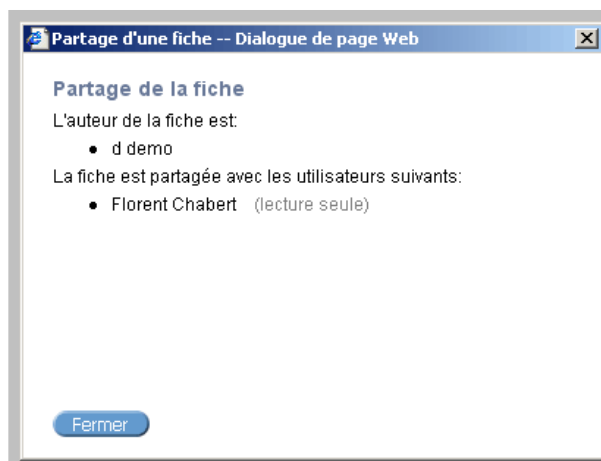 Partage d'une fiche -- Dialogue de page Web
Partage de la fiche
L'auteur de la fiche est:
● d demo
La fiche est partagée avec les utilisateurs suivants:
● Florent Chabert (lecture seule)
Fermer